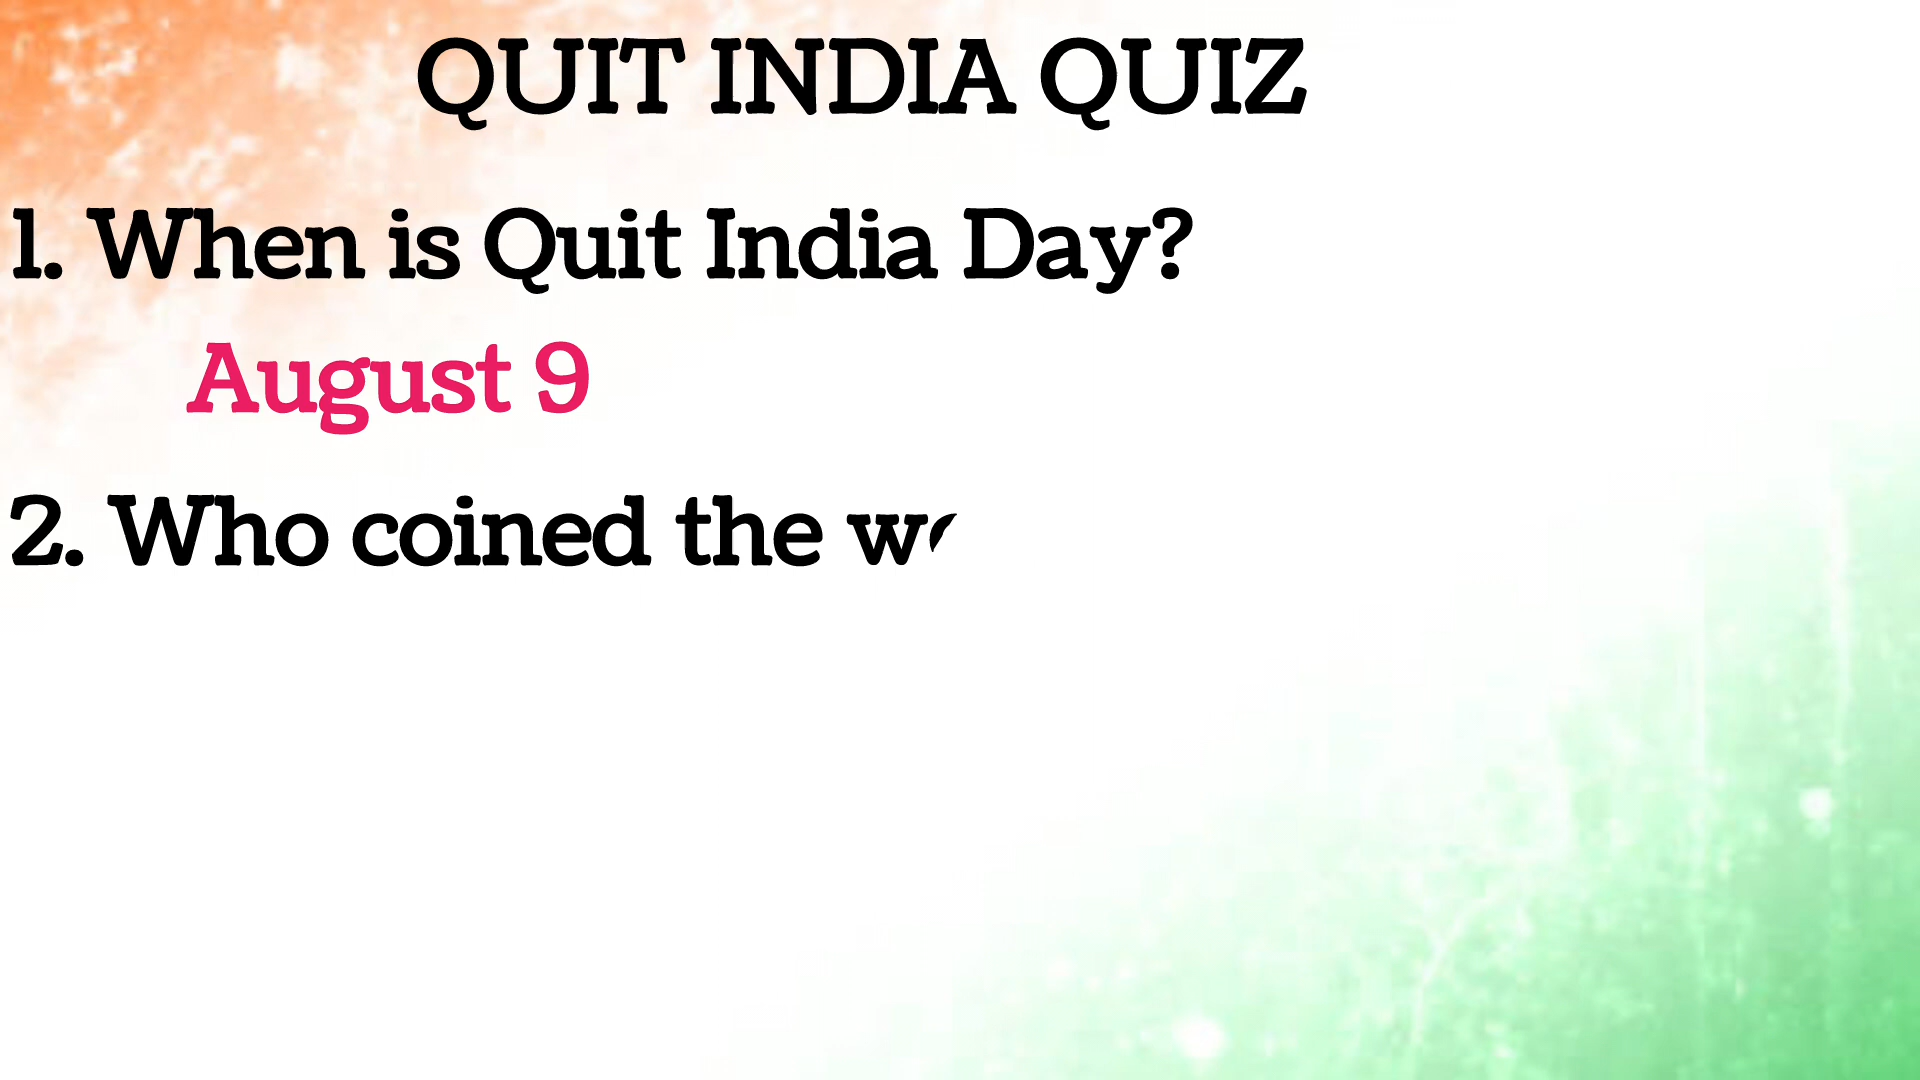 QUIT INDIA QUIZ
1. When is Quit India Day?
August 9
2. Who coined the